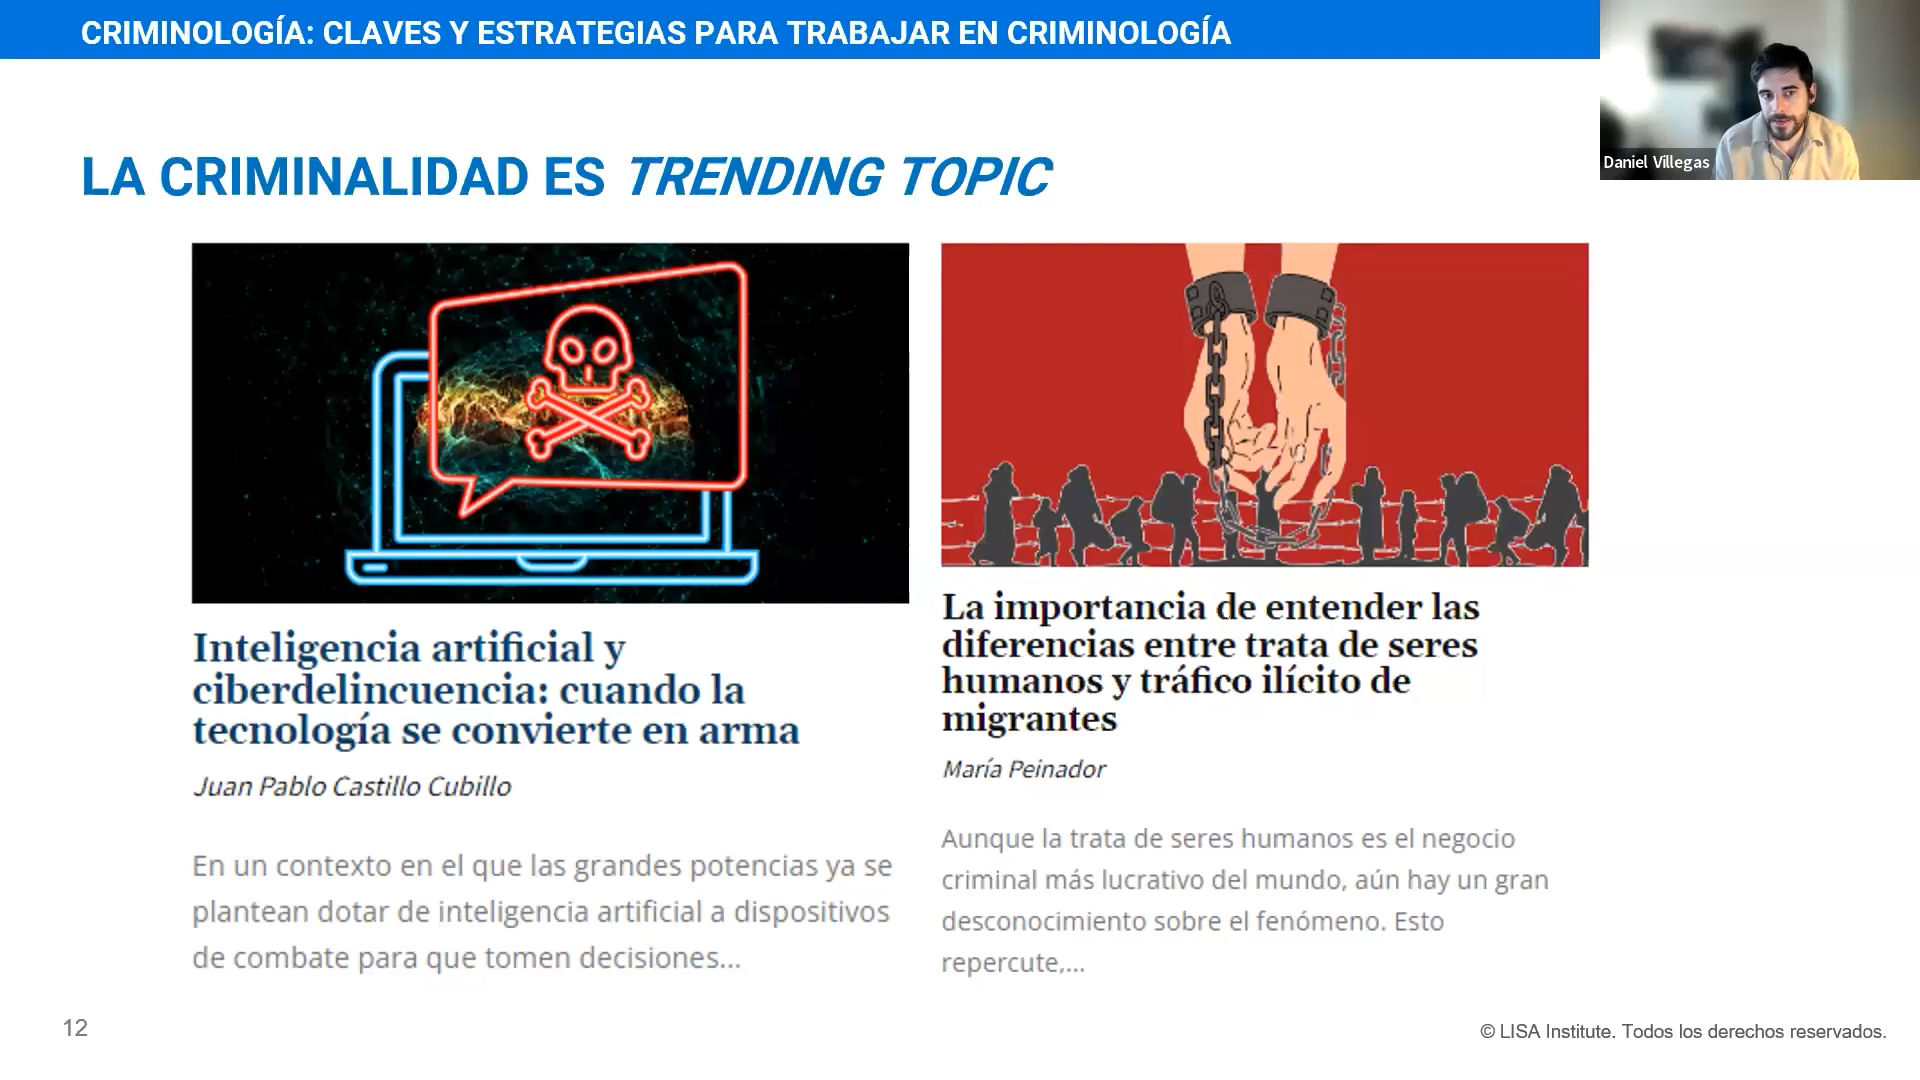 CRIMINOLOGÍA: CLAVES Y ESTRATEGIAS PARA TRABAJAR EN CRIMINOLOGÍA
Daniel Villegas
LA CRIMINALIDAD ES TRENDING TOPIC
Inteligencia artificial y
ciberdelincuencia: cuando la
tecnología se convierte en arma
Juan Pablo Castillo Cubillo
En un contexto en el que las grandes potencias ya se
plantean dotar de inteligencia artificial a dispositivos
de combate para que tomen decisiones...
La importancia de entender las
diferencias entre trata de seres
humanos y tráfico ilícito de
migrantes
María Peinador
Aunque la trata de seres humanos es el negocio
criminal más lucrativo del mundo, aún hay un gran
desconocimiento sobre el fenómeno. Esto
repercute,...
12
© LISA Institute. Todos los derechos reservados.